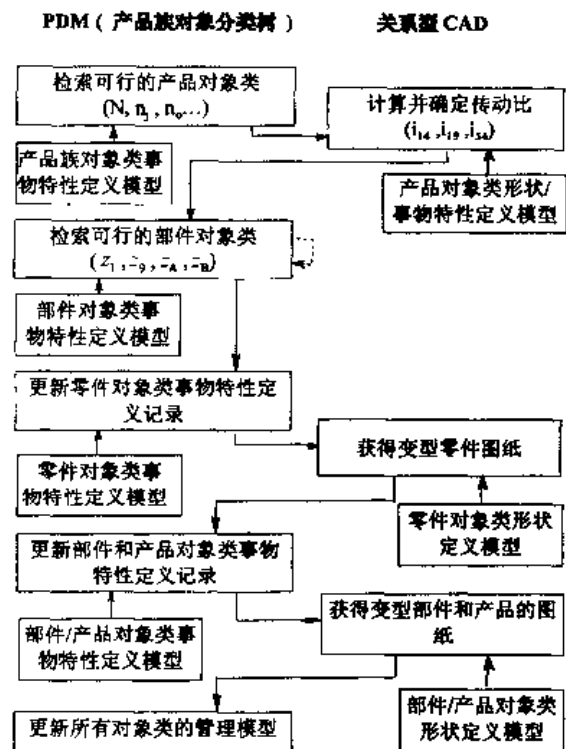 PDM（产品族对象分类树）
关系型 CAD
检索可行的产品对象类
计算并确定传动比
产品族对象类事
物特性定义模型
产品对象类形状/
事物特性定义模型
检索可行的部件对象类
部件对象类事
物特性定义模型
更新零件对象类事物特性定
义记录
获得变型零件图纸
零件对象类事
物特性定义模型
零件对象类形状
定义模型
更新部件和产品对象类事物
特性定义记录
获得变型部件和产品的图
纸
部件/产品对象类事
物特性定义模型
部件/产品对象类
形状定义模型
更新所有对象类的管理模型